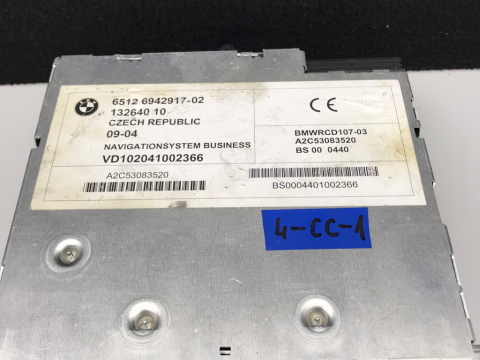 6512 6942917-02
132640 10
CZECH REPUBLIC
09-04
NAVIGATIONSYSTEM BUSINESS
VD102041002366
A2C53083520
CE
BMWRCD107-03
A2C53083520
BS 00 0440
BS0004401002366
4-CC-1